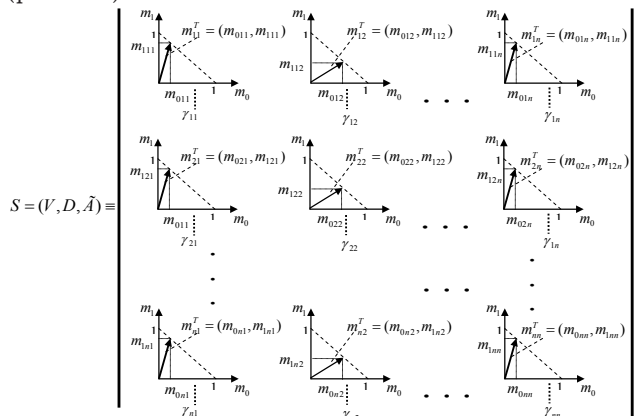 m₁ m₁ m₁
1 m₁₁ᵀ = (m₀₁₁, m₁₁₁) 1 m₁₂ᵀ = (m₀₁₂, m₁₁₂) 1 m₁ₙᵀ = (m₀₁ₙ, m₁₁ₙ)
m₁₁₁ m₁₁₂ m₁₁ₙ
m₀₁₁ 1 m₀ m₀₁₂ 1 m₀ m₀₁ₙ 1 m₀
γ₁₁ γ₁₂ . . . γ₁ₙ
m₁ m₁ m₁
1 m₂₁ᵀ = (m₀₂₁, m₁₂₁) 1 m₂₂ᵀ = (m₀₂₂, m₁₂₂) 1 m₂ₙᵀ = (m₀₂ₙ, m₁₂ₙ)
m₁₂₁ m₁₂₂ m₁₂ₙ
S = (V, D, Ã) ≡
m₀₁₁ 1 m₀ m₀₂₂ 1 m₀ m₀₂ₙ 1 m₀
γ₂₁ γ₂₂ . . . γ₁ₙ
. . .
m₁ m₁ m₁
1 mₙ₁ᵀ = (m₀ₙ₁, m₁ₙ₁) 1 mₙ₂ᵀ = (m₀ₙ₂, m₁ₙ₂) 1 mₙₙᵀ = (m₀ₙₙ, m₁ₙₙ)
m₁ₙ₁ m₁ₙ₂ m₁ₙₙ
m₀ₙ₁ 1 m₀ m₀ₙ₂ 1 m₀ m₀ₙₙ 1 m₀
γₙ₁ . . . γₙₙ